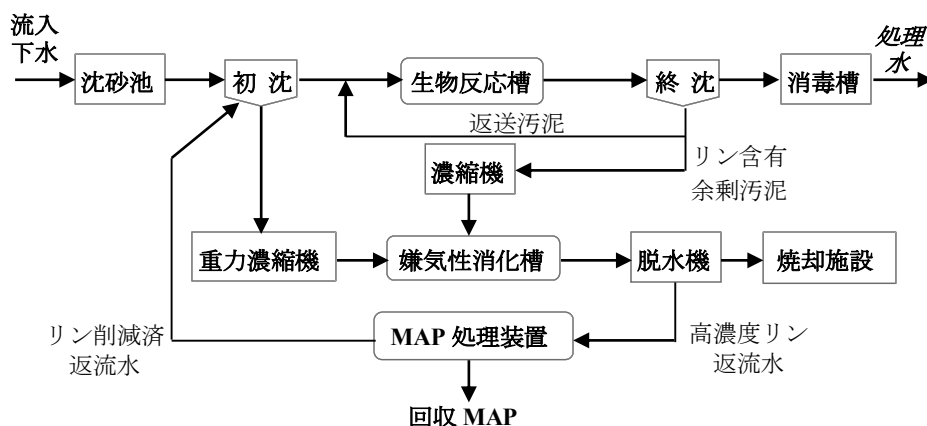 流入
下水
処理
水
沈砂池
初 沈
生物反応槽
終 沈
消毒槽
返送汚泥
リン含有
余剰汚泥
濃縮機
重力濃縮機
嫌気性消化槽
脱水機
焼却施設
リン削減済
返流水
MAP 処理装置
高濃度リン
返流水
回収 MAP